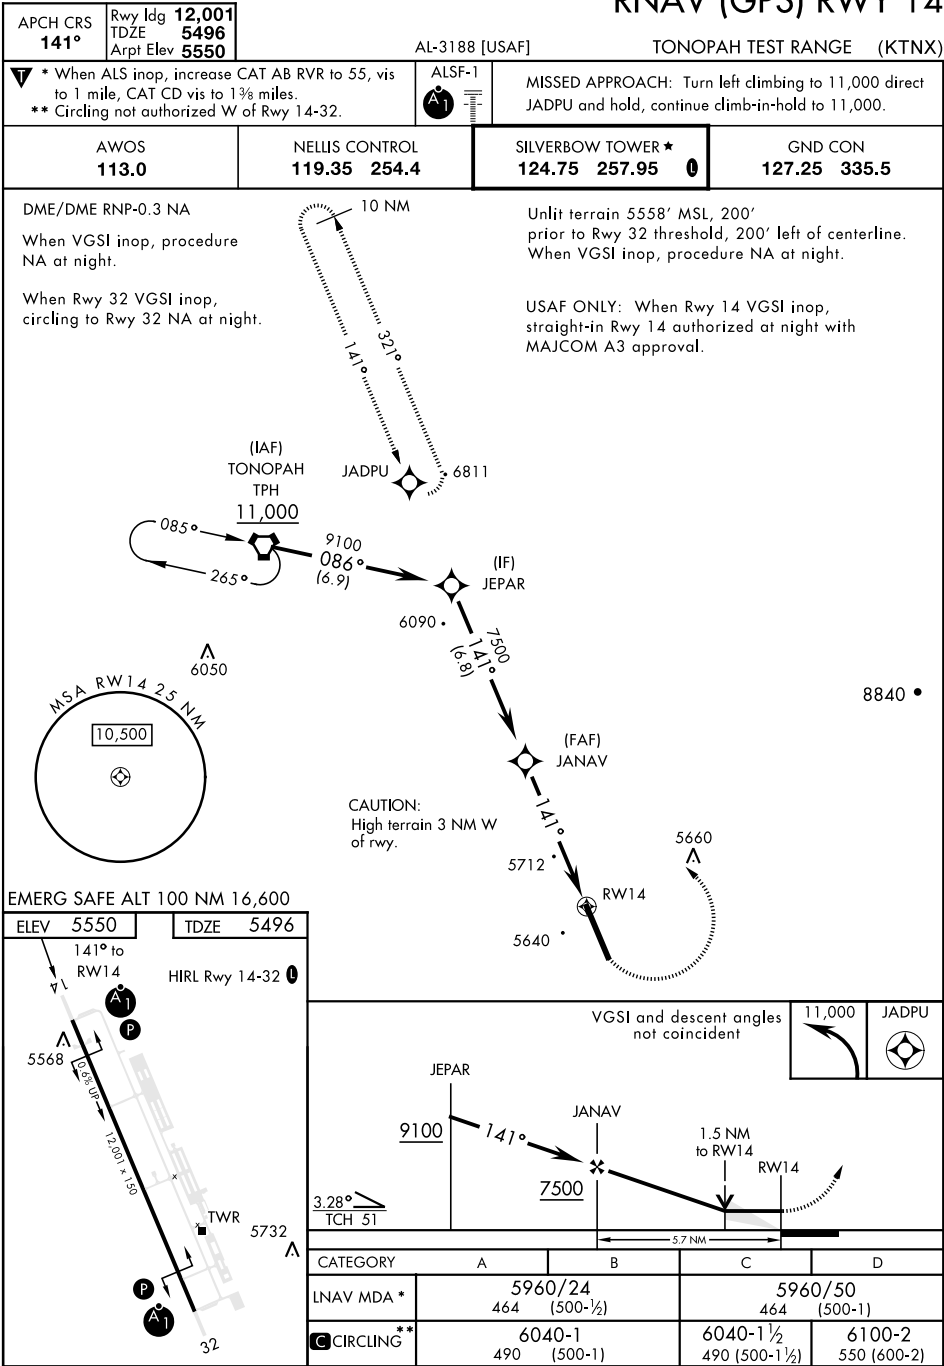 RNAV (GPS) RWY 14
APCH CRS
141°
Rwy ldg 12,001
TDZE 5496
Arpt Elev 5550
AL-3188 [USAF]
TONOPAH TEST RANGE (KTNX)
T * When ALS inop, increase CAT AB RVR to 55, vis
to 1 mile, CAT CD vis to 1⅜ miles.
** Circling not authorized W of Rwy 14-32.
ALSF-1
A1
MISSED APPROACH: Turn left climbing to 11,000 direct
JADPU and hold, continue climb-in-hold to 11,000.
AWOS
113.0
NELLIS CONTROL
119.35 254.4
SILVERBOW TOWER ★
124.75 257.95 L
GND CON
127.25 335.5
DME/DME RNP-0.3 NA
When VGSI inop, procedure
NA at night.
When Rwy 32 VGSI inop,
circling to Rwy 32 NA at night.
10 NM
Unlit terrain 5558' MSL, 200'
prior to Rwy 32 threshold, 200' left of centerline.
When VGSI inop, procedure NA at night.
USAF ONLY: When Rwy 14 VGSI inop,
straight-in Rwy 14 authorized at night with
MAJCOM A3 approval.
321°
141°
JADPU
6811
(IAF)
TONOPAH
TPH
11,000
085°
265°
9100
086°
(6.9)
(IF)
JEPAR
6090
7500
141°
(6.8)
6050
MSA RW14 25 NM
10,500
8840
(FAF)
JANAV
141°
CAUTION:
High terrain 3 NM W
of rwy.
5712
5660
RW14
5640
EMERG SAFE ALT 100 NM 16,600
ELEV 5550
TDZE 5496
141° to
RW14
HIRL Rwy 14-32 L
14
A1
P
5568
0.6% UP
12,001 x 150
TWR
5732
P
A1
32
VGSI and descent angles
not coincident
11,000
JADPU
JEPAR
9100
141°
JANAV
7500
1.5 NM
to RW14
RW14
3.28°
TCH 51
5.7 NM
CATEGORY A B C D
LNAV MDA * 5960/24 464 (500-½) 5960/50 464 (500-1)
C CIRCLING ** 6040-1 490 (500-1) 6040-1½ 490 (500-1½) 6100-2 550 (600-2)